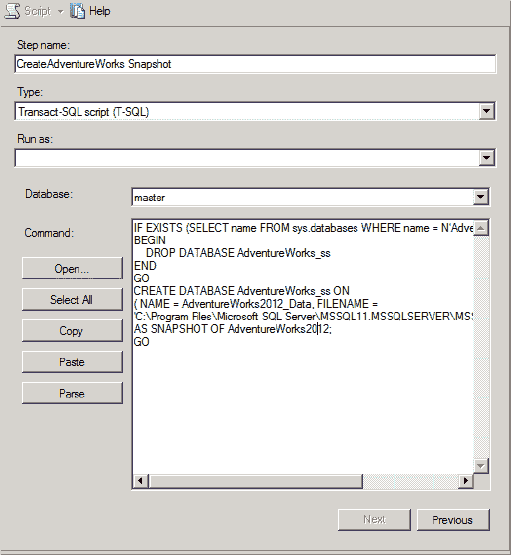 Script Help
Step name:
CreateAdventureWorks Snapshot
Type:
Transact-SQL script (T-SQL)
Run as:
Database:
master
Command:
IF EXISTS (SELECT name FROM sys.databases WHERE name = N'Adve
BEGIN
DROP DATABASE AdventureWorks_ss
END
GO
CREATE DATABASE AdventureWorks_ss ON
( NAME = AdventureWorks2012_Data, FILENAME =
'C:\Program Files\Microsoft SQL Server\MSSQL11.MSSQLSERVER\MSS
AS SNAPSHOT OF AdventureWorks2012;
GO
Open...
Select All
Copy
Paste
Parse
Next Previous